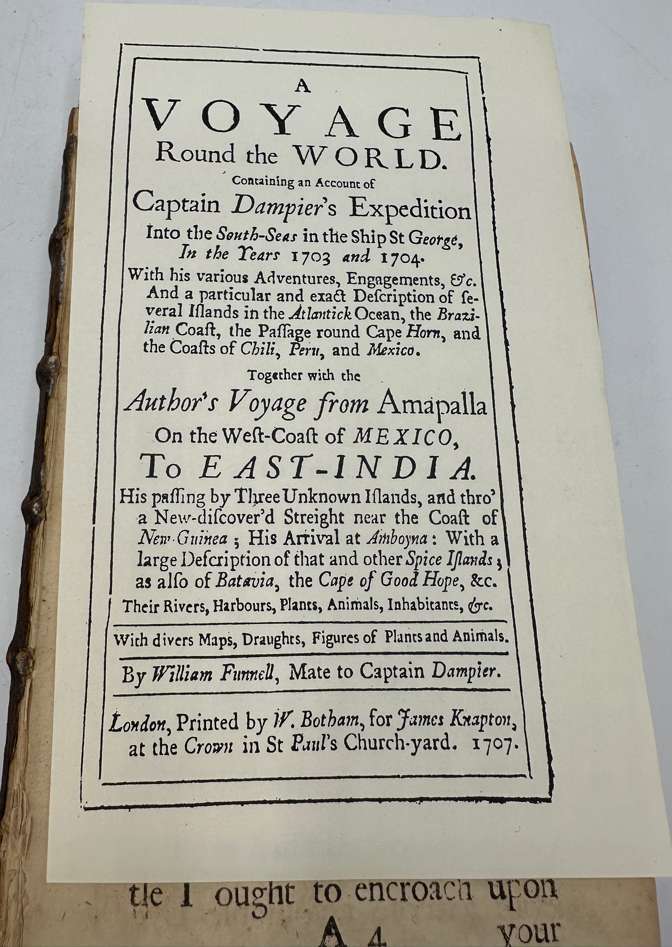 A
VOYAGE
Round the WORLD.
Containing an Account of
Captain Dampier's Expedition
Into the South-Seas in the Ship St George,
In the Years 1703 and 1704.
With his various Adventures, Engagements, &c.
And a particular and exact Deſcription of ſe-
veral Iſlands in the Atlantick Ocean, the Brazi-
lian Coaſt, the Paſſage round Cape Horn, and
the Coaſts of Chili, Peru, and Mexico.
Together with the
Author's Voyage from Amapalla
On the Weſt-Coaſt of MEXICO,
To EAST-INDIA.
His paſſing by Three Unknown Iſlands, and thro'
a New-diſcover'd Streight near the Coaſt of
New-Guinea; His Arrival at Amboyna: With a
large Deſcription of that and other Spice Iſlands;
as alſo of Batavia, the Cape of Good Hope, &c.
Their Rivers, Harbours, Plants, Animals, Inhabitants, &c.
With divers Maps, Draughts, Figures of Plants and Animals.
By William Funnell, Mate to Captain Dampier.
London, Printed by W. Botham, for James Knapton,
at the Crown in St Paul's Church-yard. 1707.
tle I ought to encroach upon
A 4 your